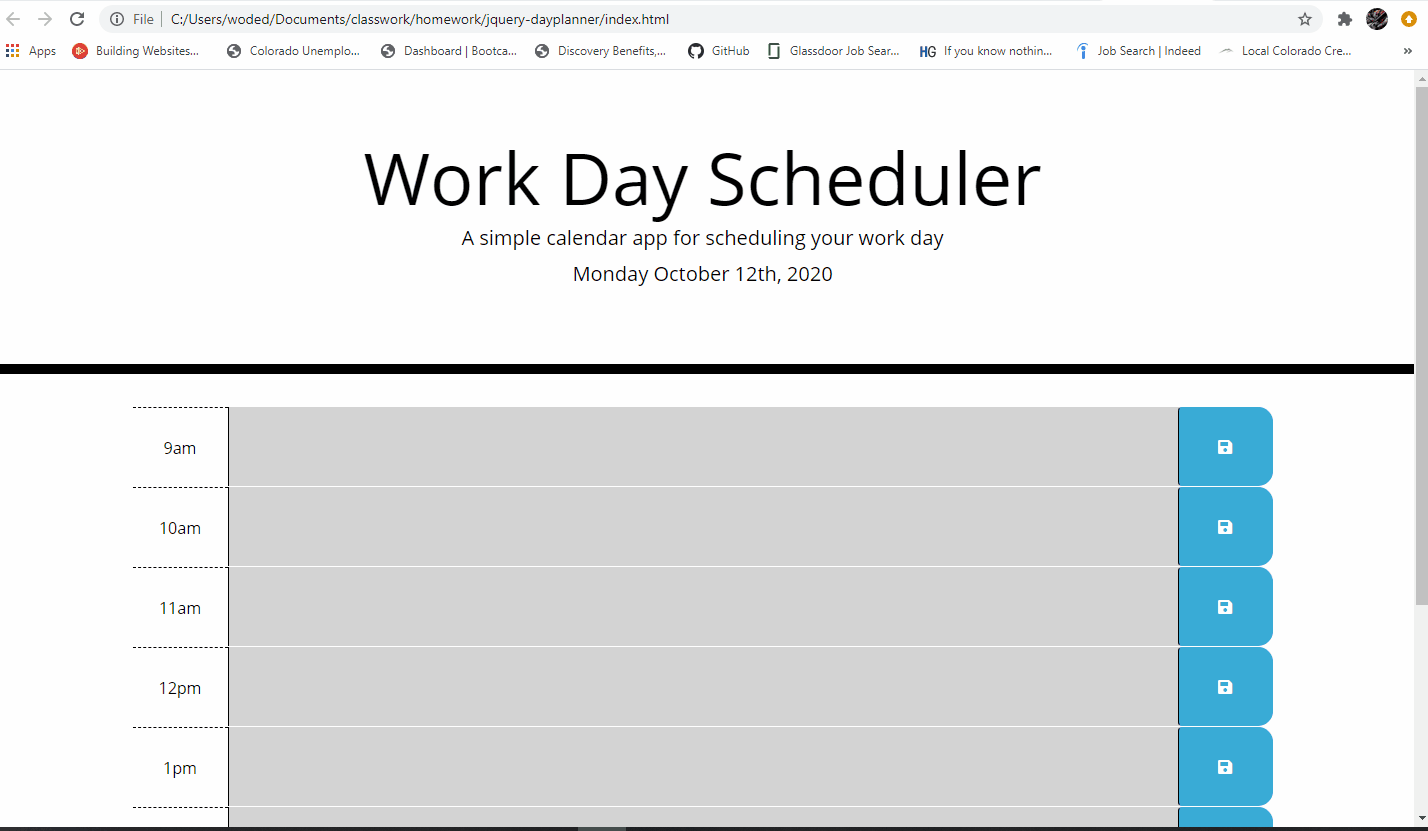 File | C:/Users/woded/Documents/classwork/homework/jquery-dayplanner/index.html
Apps Building Websites... Colorado Unemplo... Dashboard | Bootca... Discovery Benefits,... GitHub Glassdoor Job Sear... HG If you know nothin... Job Search | Indeed Local Colorado Cre... »
Work Day Scheduler
A simple calendar app for scheduling your work day
Monday October 12th, 2020
9am
10am
11am
12pm
1pm